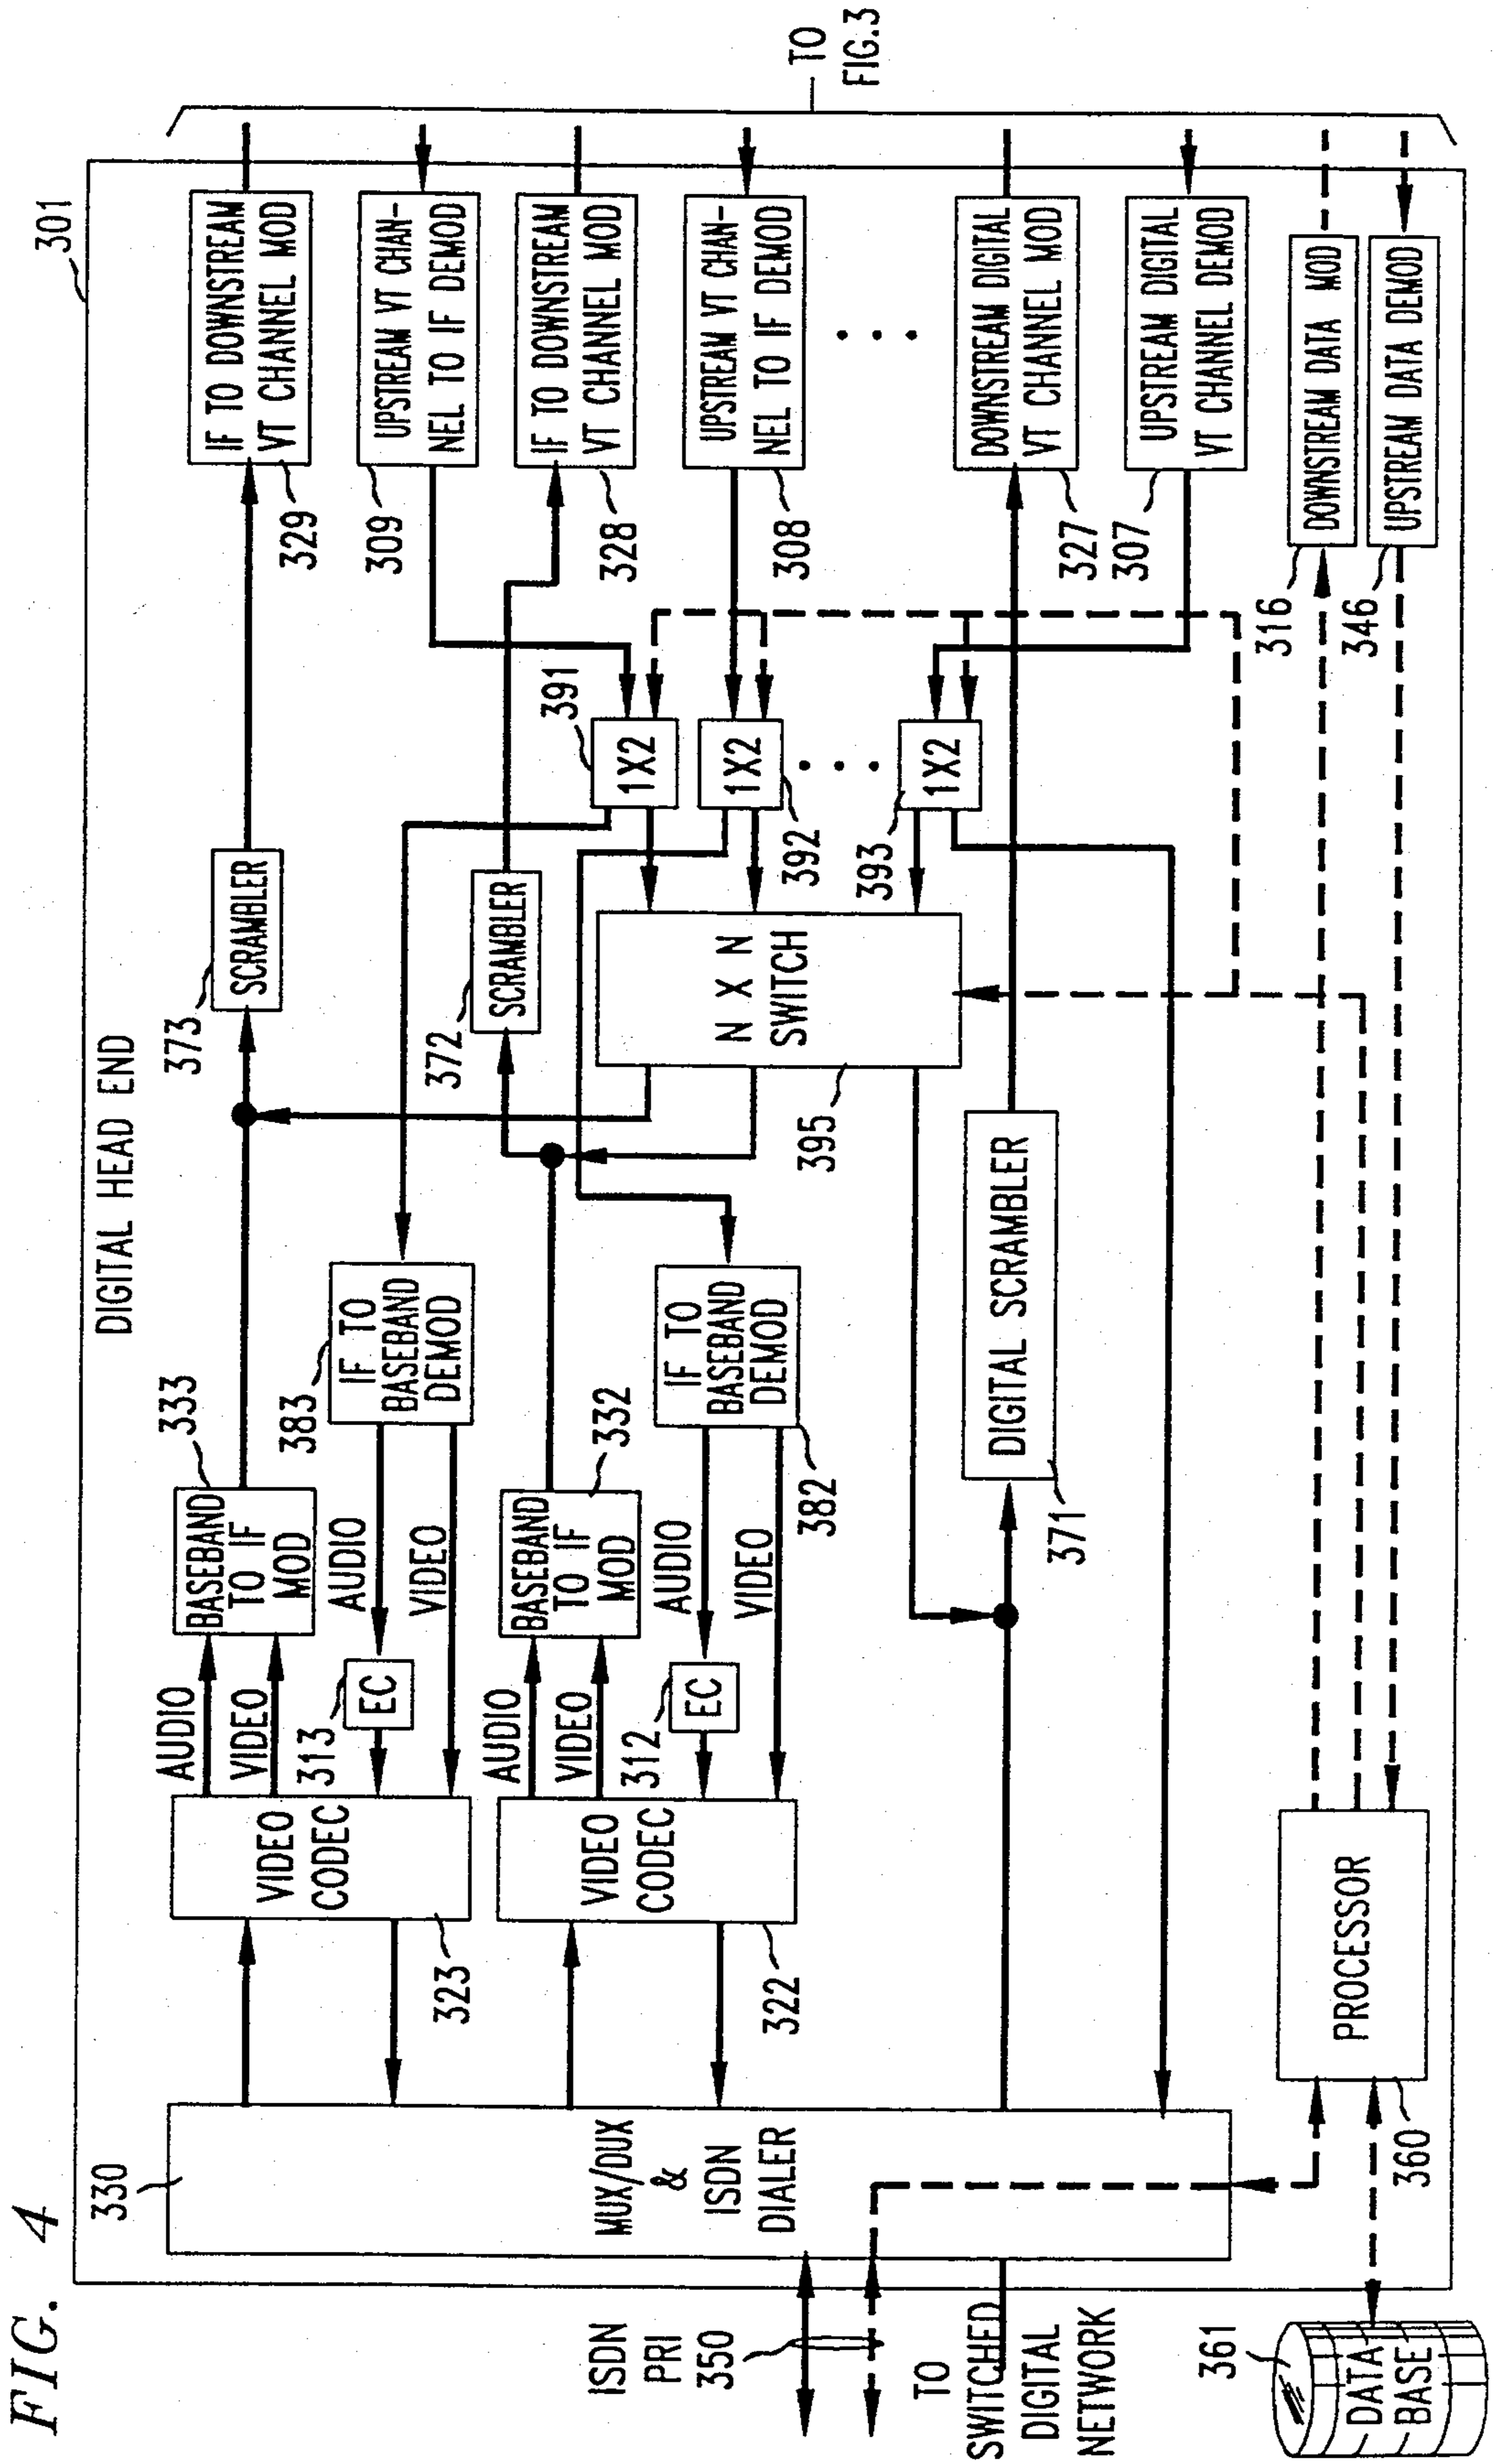 FIG. 4
301
DIGITAL HEAD END
TO
FIG.3
330
MUX/DUX
&
ISDN
DIALER
ISDN
PRI
350
TO
SWITCHED
DIGITAL
NETWORK
361
DATA
BASE
PROCESSOR
360
VIDEO
CODEC
323
AUDIO
VIDEO
BASEBAND
TO IF
MOD
333
313
EC
AUDIO
VIDEO
383
IF TO
BASEBAND
DEMOD
373
SCRAMBLER
IF TO DOWNSTREAM
VT CHANNEL MOD
329
UPSTREAM VT CHAN-
NEL TO IF DEMOD
309
VIDEO
CODEC
322
AUDIO
VIDEO
BASEBAND
TO IF
MOD
332
312
EC
AUDIO
VIDEO
IF TO
BASEBAND
DEMOD
382
372
SCRAMBLER
IF TO DOWNSTREAM
VT CHANNEL MOD
328
UPSTREAM VT CHAN-
NEL TO IF DEMOD
308
391
1X2
1X2
392
393
1X2
N X N
SWITCH
395
DIGITAL SCRAMBLER
371
DOWNSTREAM DIGITAL
VT CHANNEL MOD
327
UPSTREAM DIGITAL
VT CHANNEL DEMOD
307
316
DOWNSTREAM DATA MOD
346
UPSTREAM DATA DEMOD